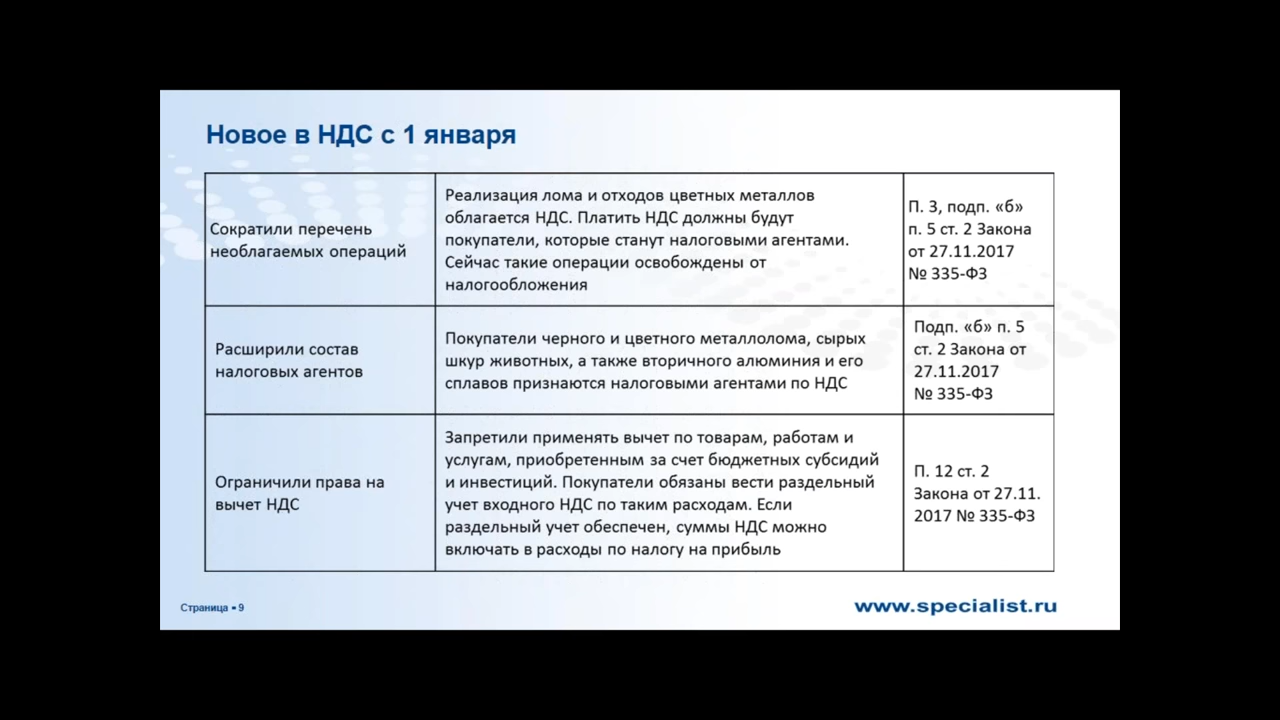 Новое в НДС с 1 января
Сократили перечень
необлагаемых операций
Реализация лома и отходов цветных металлов
облагается НДС. Платить НДС должны будут
покупатели, которые станут налоговыми агентами.
Сейчас такие операции освобождены от
налогообложения
П. 3, подп. «б»
п. 5 ст. 2 Закона
от 27.11.2017
№ 335-ФЗ
Расширили состав
налоговых агентов
Покупатели черного и цветного металлолома, сырых
шкур животных, а также вторичного алюминия и его
сплавов признаются налоговыми агентами по НДС
Подп. «б» п. 5
ст. 2 Закона от
27.11.2017
№ 335-ФЗ
Ограничили права на
вычет НДС
Запретили применять вычет по товарам, работам и
услугам, приобретенным за счет бюджетных субсидий
и инвестиций. Покупатели обязаны вести раздельный
учет входного НДС по таким расходам. Если
раздельный учет обеспечен, суммы НДС можно
включать в расходы по налогу на прибыль
П. 12 ст. 2
Закона от 27.11.
2017 № 335-ФЗ
Страница ▪ 9
www.specialist.ru